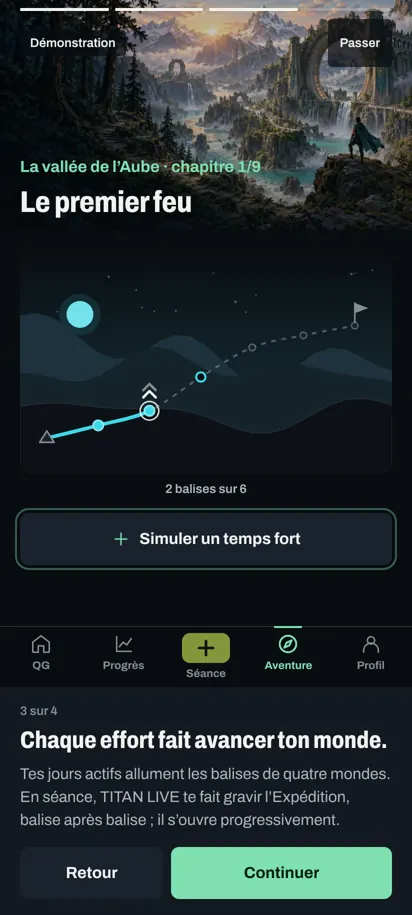 Démonstration
Passer
La vallée de l’Aube · chapitre 1/9
Le premier feu
2 balises sur 6
Simuler un temps fort
QG
Progrès
Séance
Aventure
Profil
3 sur 4
Chaque effort fait avancer ton monde.
Tes jours actifs allument les balises de quatre mondes.
En séance, TITAN LIVE te fait gravir l’Expédition,
balise après balise ; il s’ouvre progressivement.
Retour
Continuer